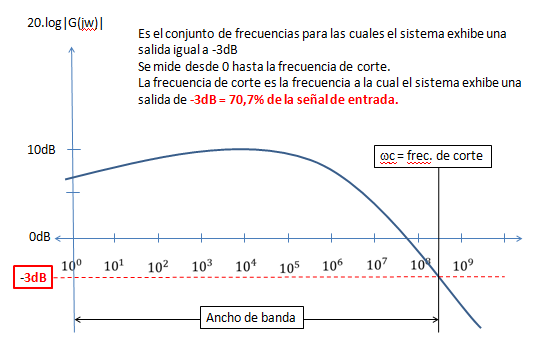 20.log|G(jw)|
Es el conjunto de frecuencias para las cuales el sistema exhibe una
salida igual a -3dB
Se mide desde 0 hasta la frecuencia de corte.
La frecuencia de corte es la frecuencia a la cual el sistema exhibe una
salida de -3dB = 70,7% de la señal de entrada.
10dB
ωc = frec. de corte
0dB
10⁰ 10¹ 10² 10³ 10⁴ 10⁵ 10⁶ 10⁷ 10⁸ 10⁹
-3dB
Ancho de banda